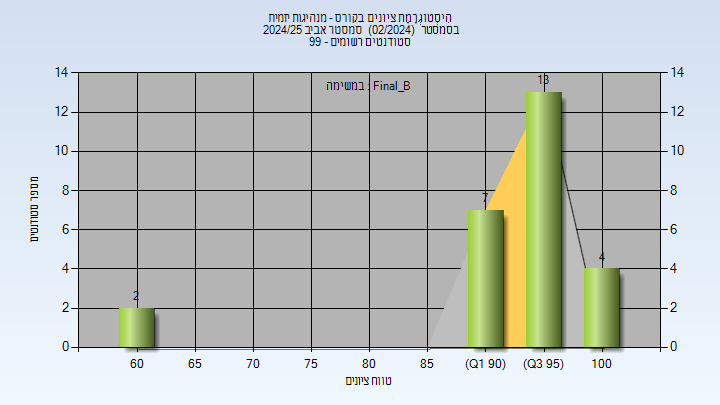 היסטוגרמת ציונים בקורס - מנהיגות יזמית
בסמסטר (02/2024) סמסטר אביב 2024/25
סטודנטים רשומים - 99
במשימה : Final_B
14 14
12 12
10 10
8 8
6 6
4 4
2 2
0 0
מספר סטודנטים
2
7
13
4
60 65 70 75 80 85 (Q1 90) (Q3 95) 100
טווח ציונים